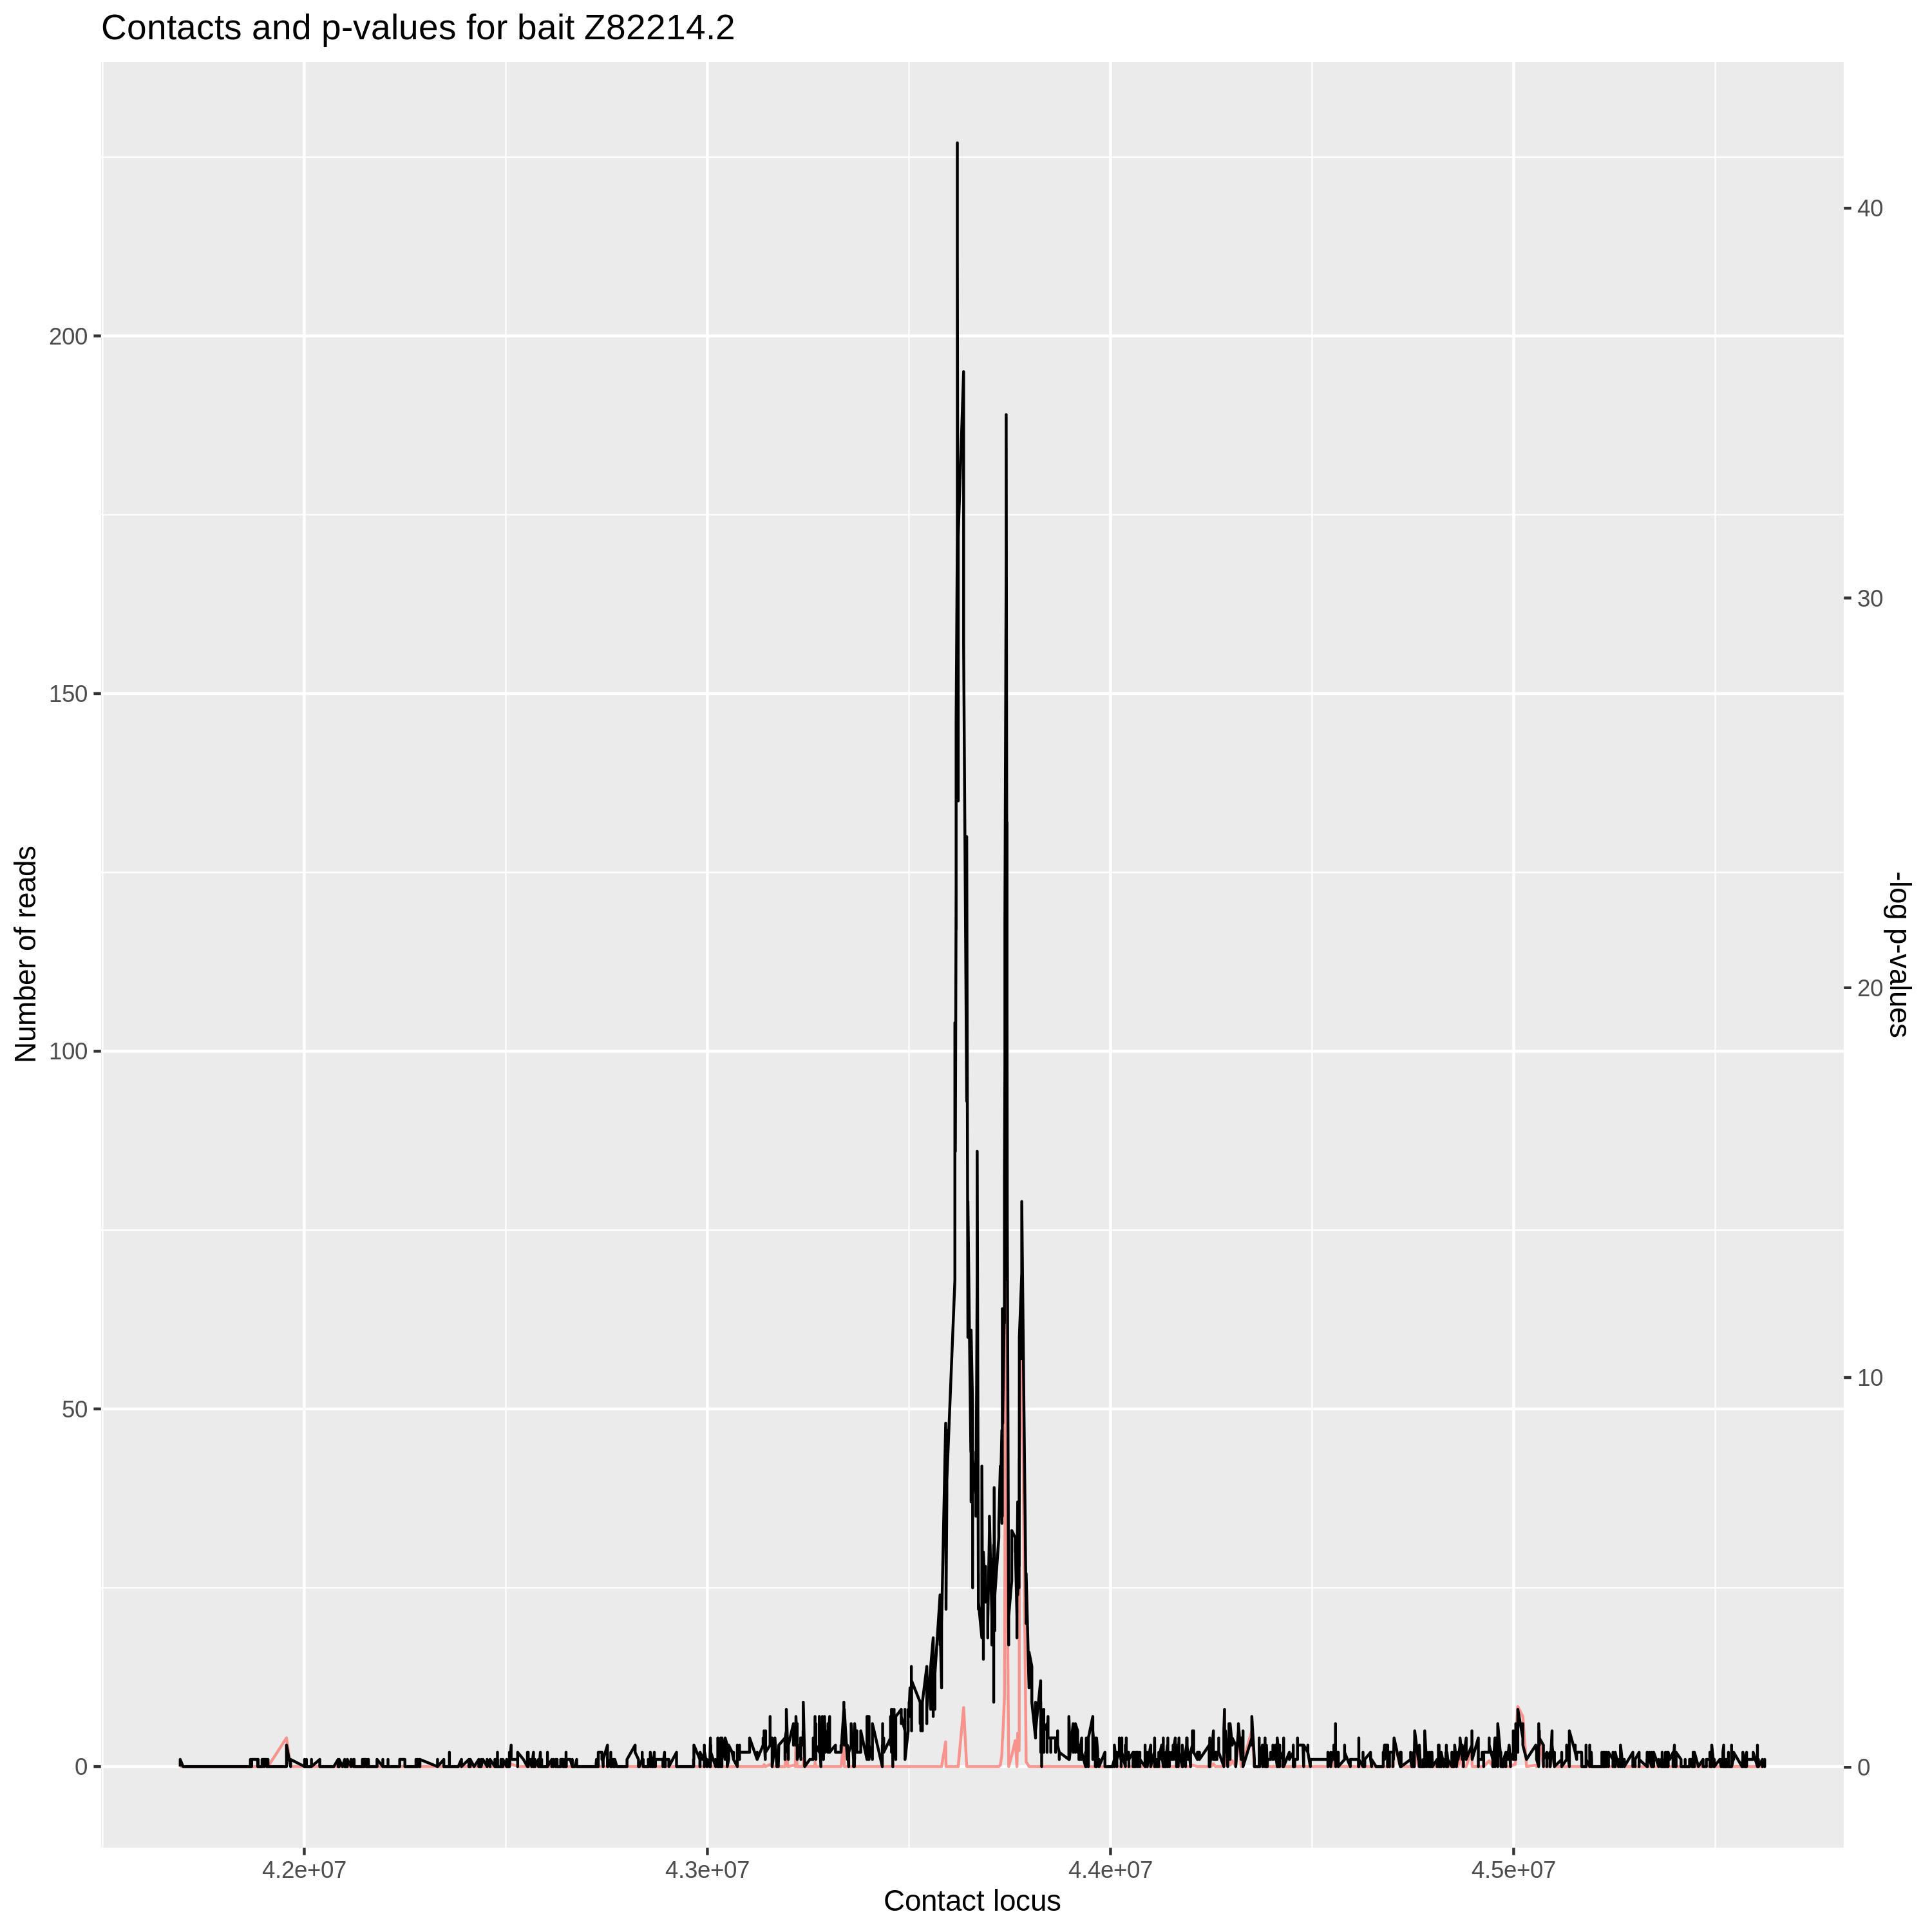 Contacts and p-values for bait Z82214.2
Number of reads
200
150
100
50
0
40
30
20
10
0
-log p-values
4.2e+07
4.3e+07
4.4e+07
4.5e+07
Contact locus